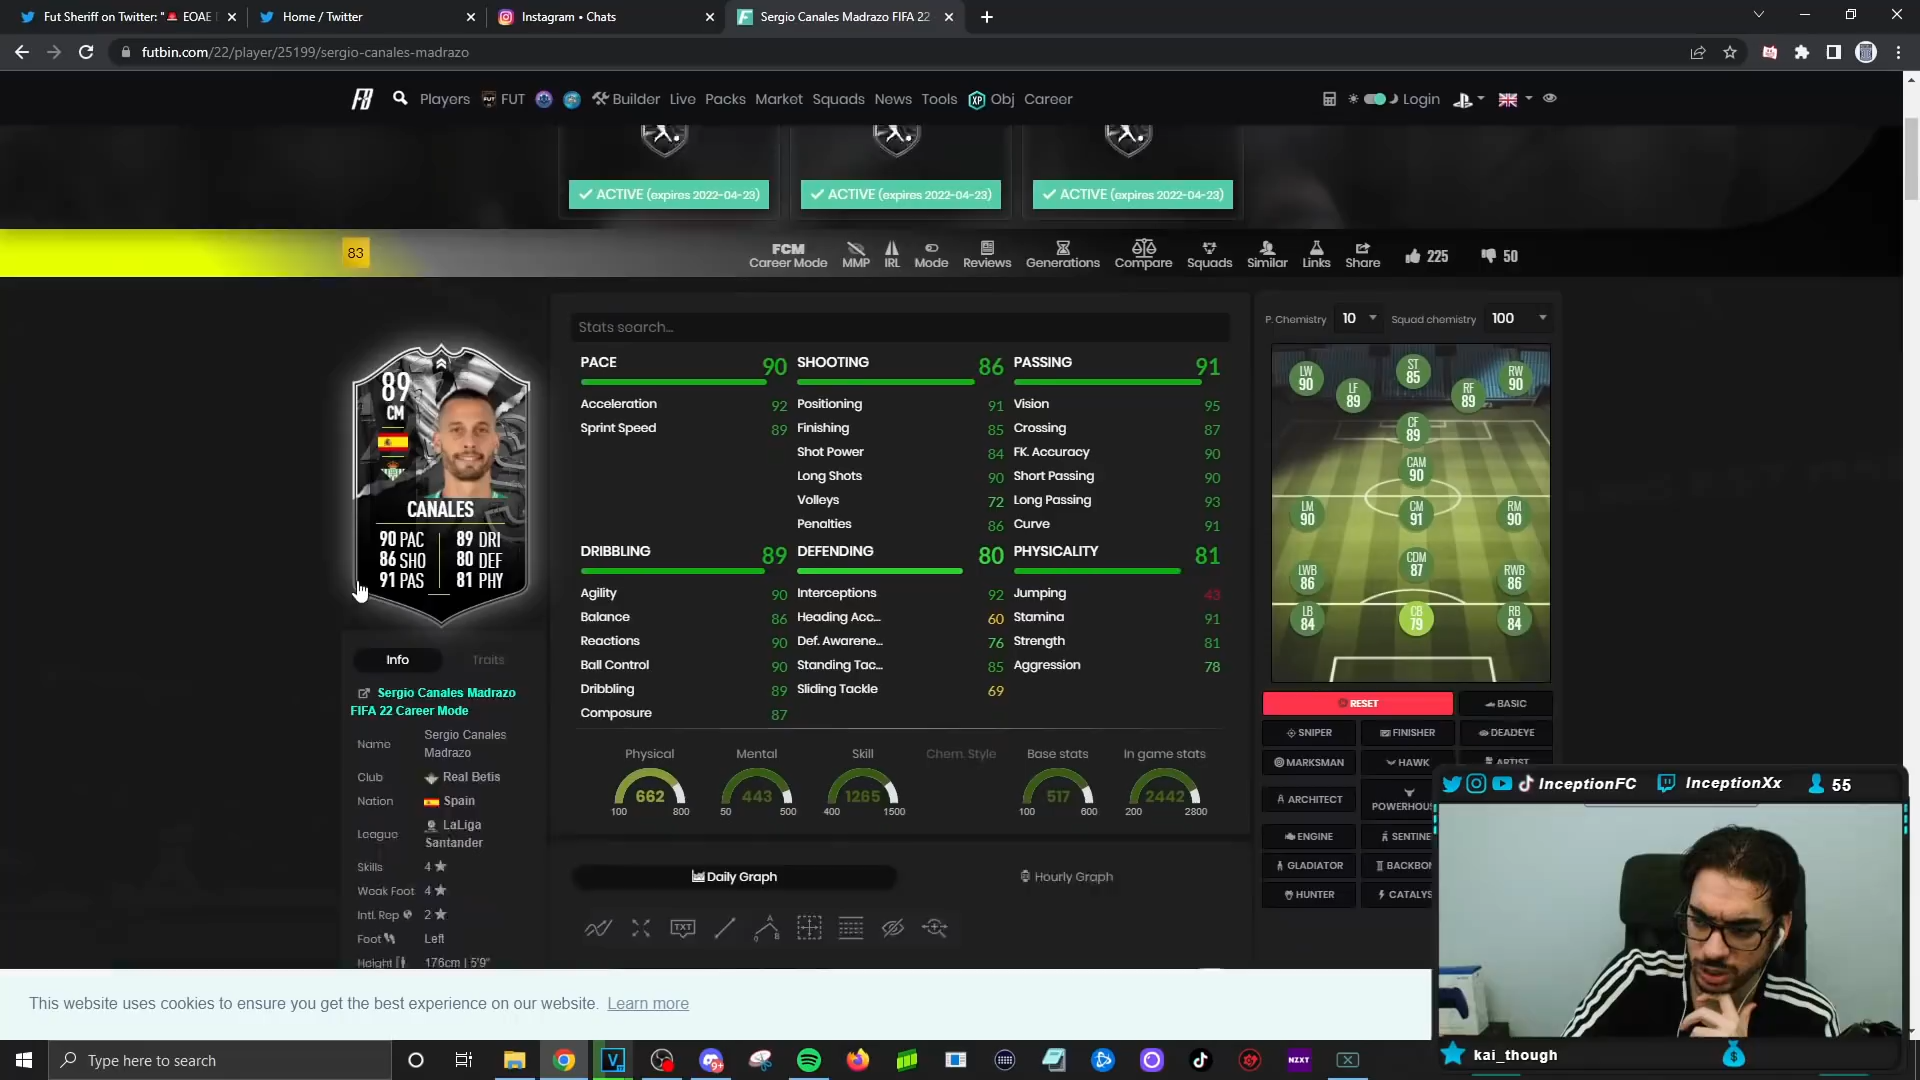 Fut Sheriff on Twitter: "🚨 EOAE
Home / Twitter
Instagram • Chats
Sergio Canales Madrazo FIFA 22
futbin.com/22/player/25199/sergio-canales-madrazo
Players FUT Builder Live Packs Market Squads News Tools XP Obj Career Login
ACTIVE (expires 2022-04-23) ACTIVE (expires 2022-04-23) ACTIVE (expires 2022-04-23)
83
FCM Career Mode MMP IRL Mode Reviews Generations Compare Squads Similar Links Share 225 50
89
CM
CANALES
90 PAC 89 DRI
86 SHO 80 DEF
91 PAS 81 PHY
Info Traits
Sergio Canales Madrazo
FIFA 22 Career Mode
Name Sergio Canales Madrazo
Club Real Betis
Nation Spain
League LaLiga Santander
Skills 4
Weak Foot 4
Intl. Rep 2
Foot Left
Height 176cm | 5'9"
Stats search...
PACE 90
Acceleration 92
Sprint Speed 89
SHOOTING 86
Positioning 91
Finishing 85
Shot Power 84
Long Shots 90
Volleys 72
Penalties 86
PASSING 91
Vision 95
Crossing 87
FK. Accuracy 90
Short Passing 90
Long Passing 93
Curve 91
DRIBBLING 89
Agility 90
Balance 86
Reactions 90
Ball Control 90
Dribbling 89
Composure 87
DEFENDING 80
Interceptions 92
Heading Acc... 60
Def. Awarene... 76
Standing Tac... 85
Sliding Tackle 69
PHYSICALITY 81
Jumping 43
Stamina 91
Strength 81
Aggression 78
Physical Mental Skill Chem. Style Base stats In game stats
662 443 1265 517 2442
100 800 50 500 400 1500 100 600 200 2800
Daily Graph Hourly Graph
TXT
P. Chemistry 10 Squad chemistry 100
LW 90
ST 85
RW 90
LF 89
RF 89
CF 89
CAM 90
LM 90
CM 91
RM 90
CDM 87
LWB 86
RWB 86
LB 84
CB 79
RB 84
RESET BASIC
SNIPER FINISHER DEADEYE
MARKSMAN HAWK ARTIST
ARCHITECT POWERHOU
ENGINE SENTINE
GLADIATOR BACKBO
HUNTER CATALYS
InceptionFC InceptionXx 55
kai_though
This website uses cookies to ensure you get the best experience on our website. Learn more
Type here to search
9+
NZXT